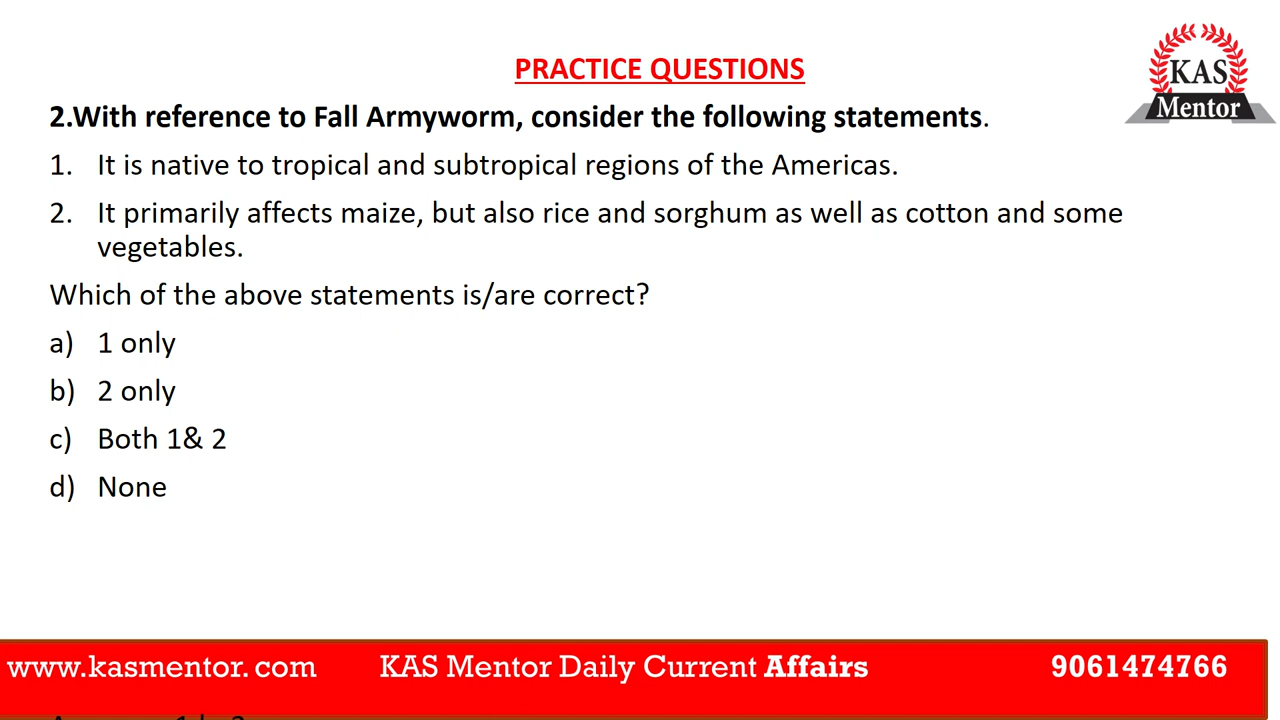 PRACTICE QUESTIONS
KAS
Mentor
2.With reference to Fall Armyworm, consider the following statements.
1. It is native to tropical and subtropical regions of the Americas.
2. It primarily affects maize, but also rice and sorghum as well as cotton and some
vegetables.
Which of the above statements is/are correct?
a) 1 only
b) 2 only
c) Both 1& 2
d) None
www.kasmentor.com KAS Mentor Daily Current Affairs 9061474766